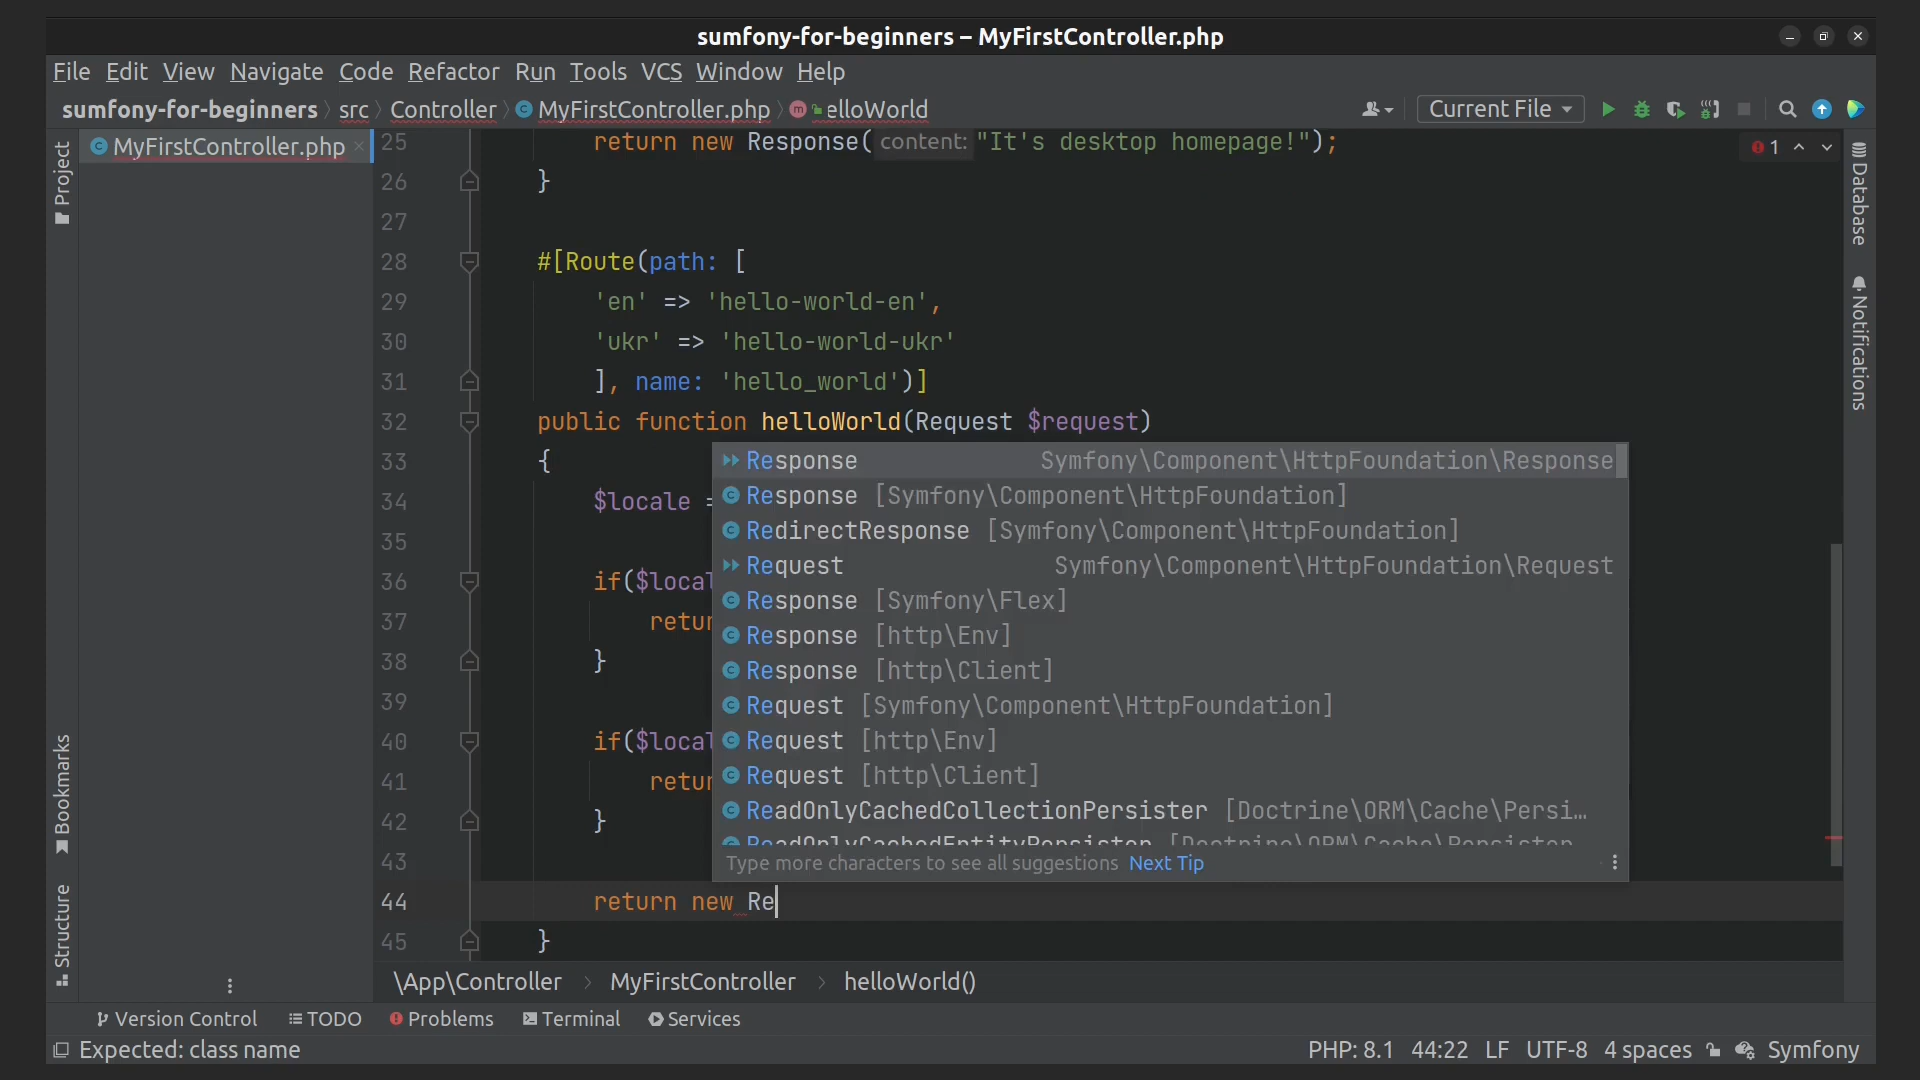 sumfony-for-beginners – MyFirstController.php
File Edit View Navigate Code Refactor Run Tools VCS Window Help
sumfony-for-beginners src Controller MyFirstController.php elloWorld Current File
Project
MyFirstController.php
1
Database
Notifications
25 return new Response( content: "It's desktop homepage!");
26 }
27
28 #[Route(path: [
29 'en' => 'hello-world-en',
30 'ukr' => 'hello-world-ukr'
31 ], name: 'hello_world')]
32 public function helloWorld(Request $request)
33 {
34 $locale =
35
36 if($local
37 retur
38 }
39
40 if($local
41 retur
42 }
43
44 return new Re
45 }
Response Symfony\Component\HttpFoundation\Response
Response [Symfony\Component\HttpFoundation]
RedirectResponse [Symfony\Component\HttpFoundation]
Request Symfony\Component\HttpFoundation\Request
Response [Symfony\Flex]
Response [http\Env]
Response [http\Client]
Request [Symfony\Component\HttpFoundation]
Request [http\Env]
Request [http\Client]
ReadOnlyCachedCollectionPersister [Doctrine\ORM\Cache\Persi…
ReadOnlyCachedEntityPersister [Doctrine\ORM\Cache\Persister
Type more characters to see all suggestions Next Tip
Bookmarks
Structure
\App\Controller MyFirstController helloWorld()
Version Control TODO Problems Terminal Services
Expected: class name PHP: 8.1 44:22 LF UTF-8 4 spaces Symfony